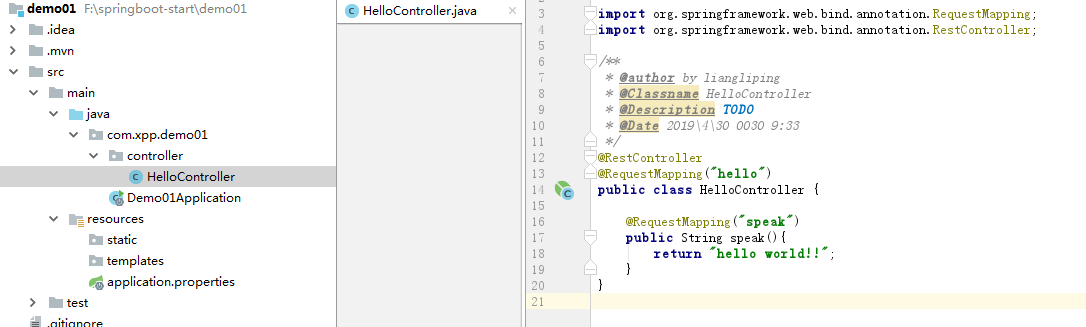 demo01 F:\springboot-start\demo01
.idea
.mvn
src
main
java
com.xpp.demo01
controller
HelloController
Demo01Application
resources
static
templates
application.properties
test
.gitignore
HelloController.java
3 import org.springframework.web.bind.annotation.RequestMapping;
4 import org.springframework.web.bind.annotation.RestController;
5
6 /**
7 * @author by liangliping
8 * @Classname HelloController
9 * @Description TODO
10 * @Date 2019\4\30 0030 9:33
11 */
12 @RestController
13 @RequestMapping("hello")
14 public class HelloController {
15
16 @RequestMapping("speak")
17 public String speak(){
18 return "hello world!!";
19 }
20 }
21